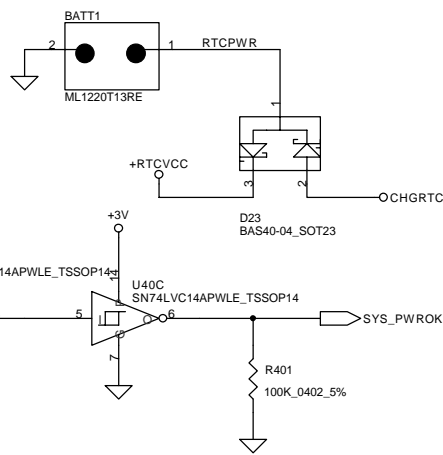 BATT1
2
1
RTCPWR
ML1220T13RE
1
+RTCVCC
3
2
CHGRTC
D23
BAS40-04_SOT23
+3V
14APWLE_TSSOP14
14
U40C
SN74LVC14APWLE_TSSOP14
P
5
6
O
G
7
SYS_PWROK
R401
100K_0402_5%